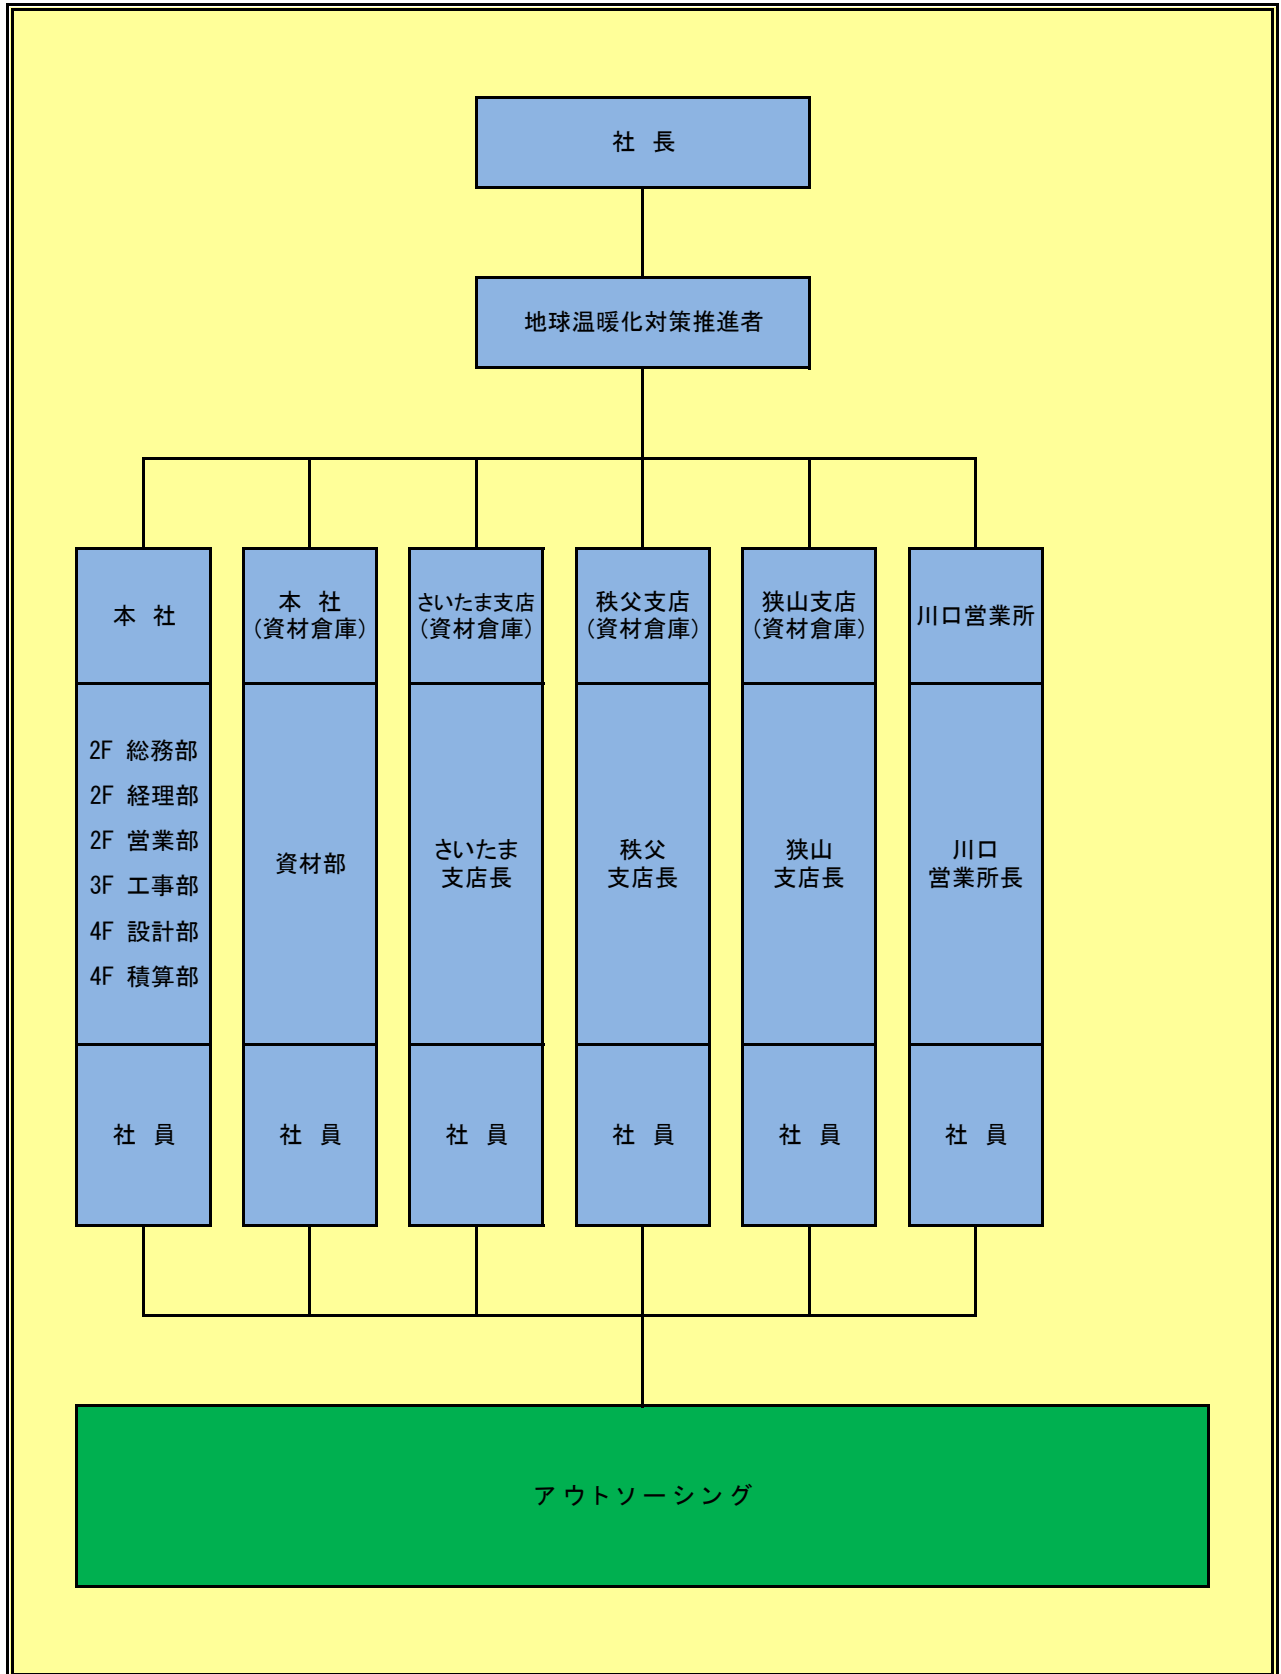 社 長
地球温暖化対策推進者
本 社
本 社
(資材倉庫)
さいたま支店
(資材倉庫)
秩父支店
(資材倉庫)
狭山支店
(資材倉庫)
川口営業所
2F 総務部
2F 経理部
2F 営業部
3F 工事部
4F 設計部
4F 積算部
資材部
さいたま
支店長
秩父
支店長
狭山
支店長
川口
営業所長
社 員
社 員
社 員
社 員
社 員
社 員
アウトソーシング